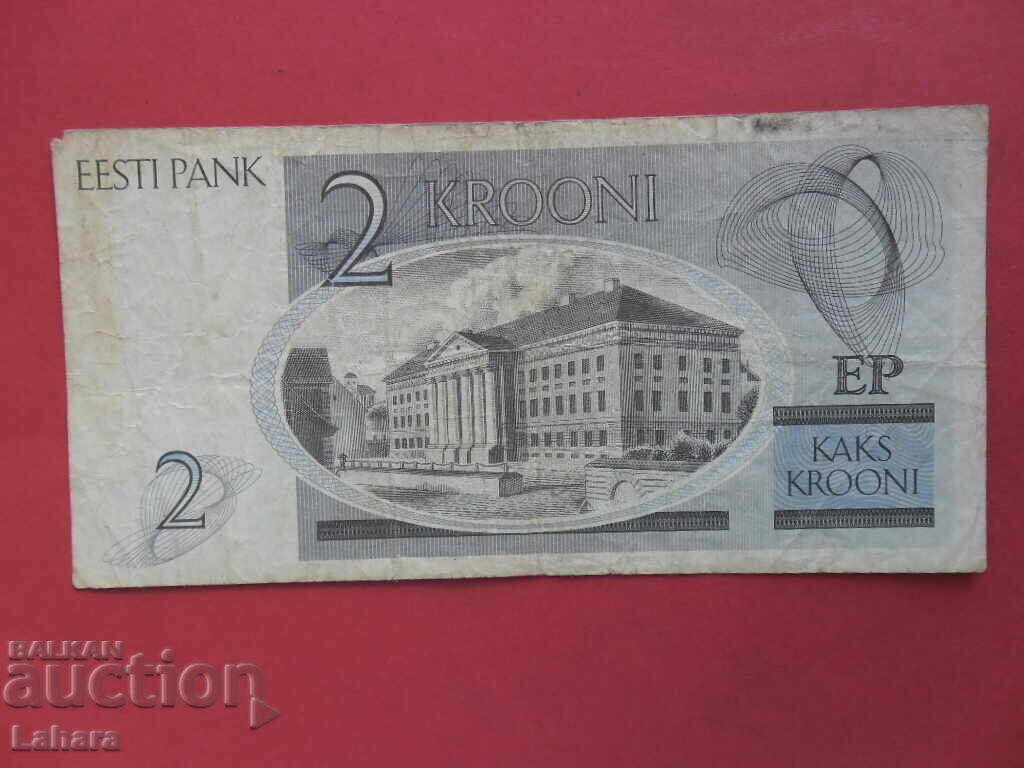 EESTI PANK
2 KROONI
EP
KAKS
KROONI
2
BALKAN
auction
Lahara